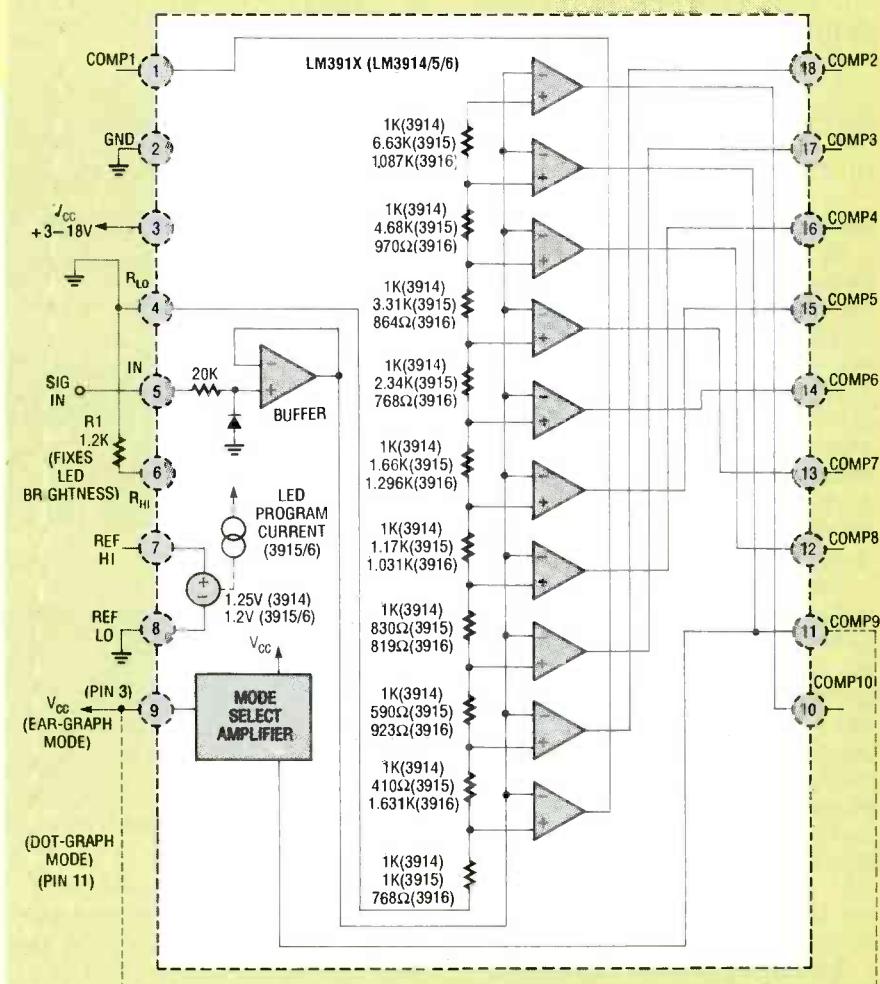 LM391X (LM3914/5/6)
COMP1
1
GND
2
VCC
+3–18V
3
RLO
4
SIG
IN
IN
5
20K
BUFFER
R1
1.2K
(FIXES
LED
BR GHTNESS)
6
RHI
LED
PROGRAM
CURRENT
(3915/6)
REF
HI
7
1.25V (3914)
1.2V (3915/6)
REF
LO
8
VCC
(PIN 3)
VCC
(EAR-GRAPH
MODE)
9
MODE
SELECT
AMPLIFIER
(DOT-GRAPH
MODE)
(PIN 11)
1K(3914)
6.63K(3915)
1,087K(3916)
1K(3914)
4.68K(3915)
970Ω(3916)
1K(3914)
3.31K(3915)
864Ω(3916)
1K(3914)
2.34K(3915)
768Ω(3916)
1K(3914)
1.66K(3915)
1.296K(3916)
1K(3914)
1.17K(3915)
1.031K(3916)
1K(3914)
830Ω(3915)
819Ω(3916)
1K(3914)
590Ω(3915)
923Ω(3916)
1K(3914)
410Ω(3915)
1.631K(3916)
1K(3914)
1K(3915)
768Ω(3916)
18
COMP2
17
COMP3
16
COMP4
15
COMP5
14
COMP6
13
COMP7
12
COMP8
11
COMP9
10
COMP10